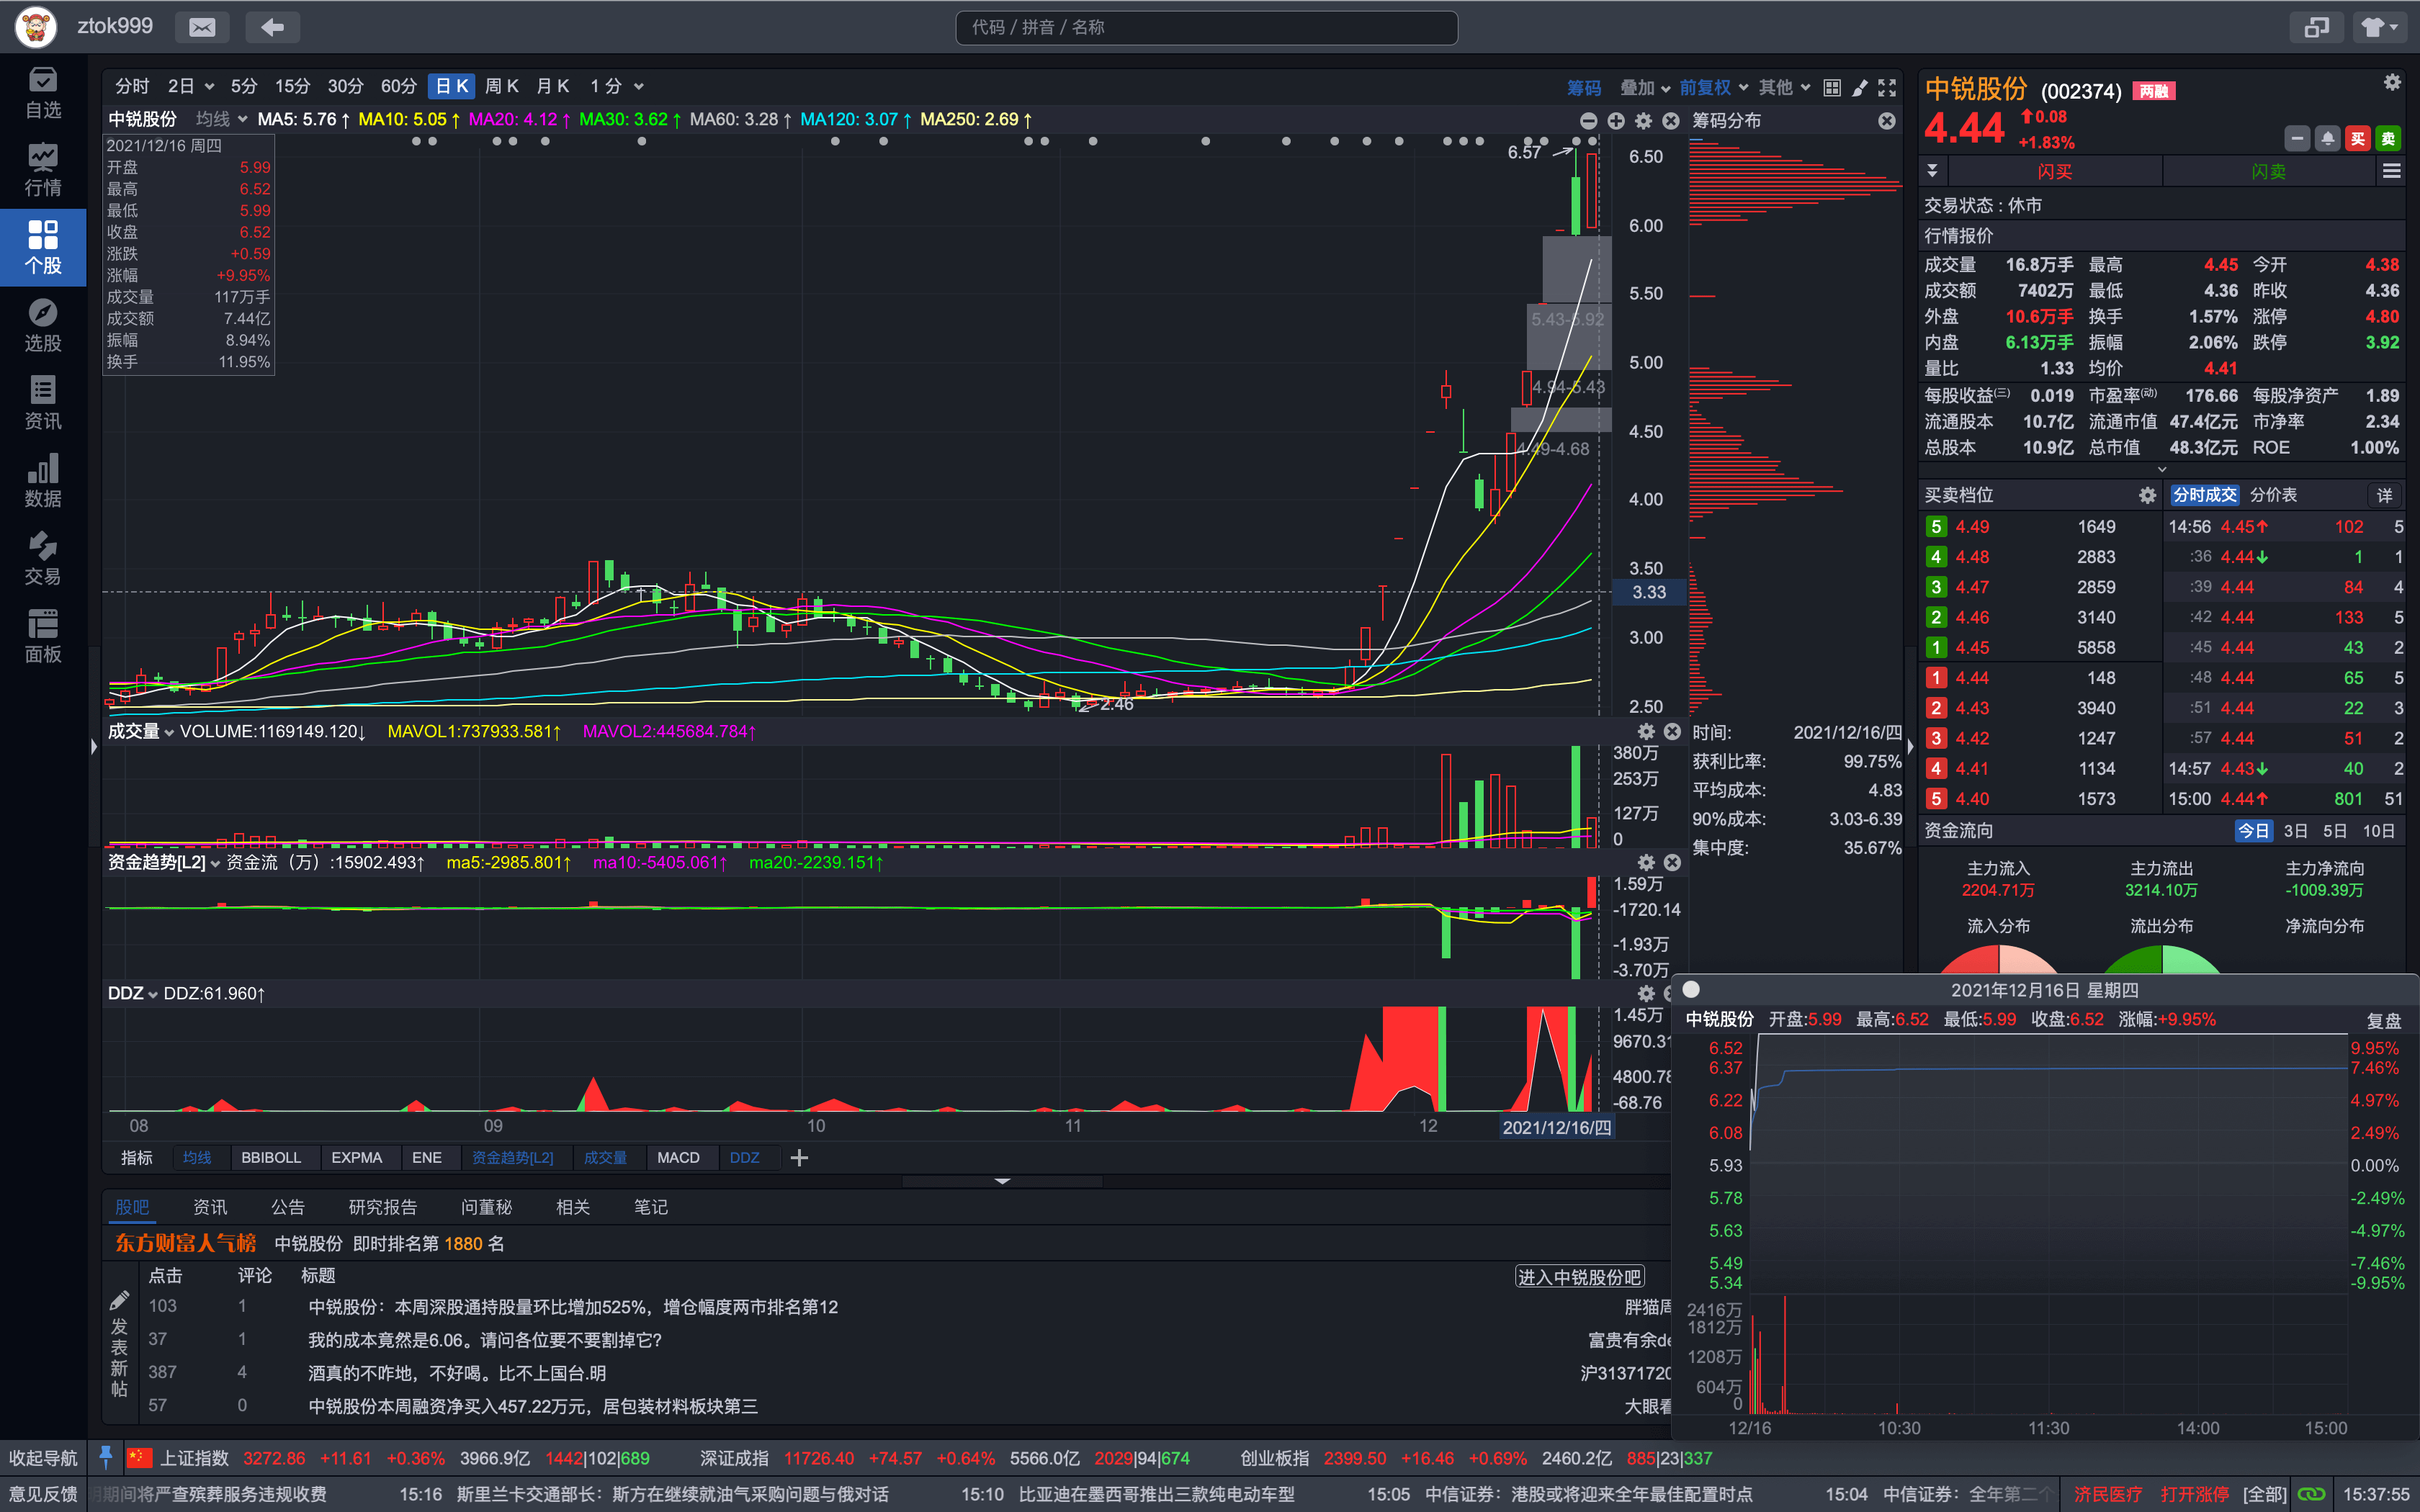 ztok999
代码 / 拼音 / 名称
自选
行情
个股
选股
资讯
数据
交易
面板
分时 2日 5分 15分 30分 60分 日K 周K 月K 1分 筹码 叠加 前复权 其他
中锐股份 均线 MA5: 5.76↑ MA10: 5.05↑ MA20: 4.12↑ MA30: 3.62↑ MA60: 3.28↑ MA120: 3.07↑ MA250: 2.69↑
筹码分布
2021/12/16 周四
开盘 5.99
最高 6.52
最低 5.99
收盘 6.52
涨跌 +0.59
涨幅 +9.95%
成交量 117万手
成交额 7.44亿
振幅 8.94%
换手 11.95%
6.57
5.43-5.92
4.94-5.43
4.49-4.68
2.46
6.50
6.00
5.50
5.00
4.50
4.00
3.50
3.33
3.00
2.50
成交量 VOLUME:1169149.120↓ MAVOL1:737933.581↑ MAVOL2:445684.784↑
380万
253万
127万
0
时间: 2021/12/16/四
获利比率: 99.75%
平均成本: 4.83
90%成本: 3.03-6.39
集中度: 35.67%
资金趋势[L2] 资金流（万）:15902.493↑ ma5:-2985.801↑ ma10:-5405.061↑ ma20:-2239.151↑
1.59万
-1720.14
-1.93万
-3.70万
DDZ DDZ:61.960↑
1.45万
9670.31
4800.78
-68.76
08 09 10 11 12 2021/12/16/四
指标 均线 BBIBOLL EXPMA ENE 资金趋势[L2] 成交量 MACD DDZ
股吧 资讯 公告 研究报告 问董秘 相关 笔记
东方财富人气榜 中锐股份 即时排名第 1880 名
点击 评论 标题 进入中锐股份吧
103 1 中锐股份：本周深股通持股量环比增加525%，增仓幅度两市排名第12 胖猫周
37 1 我的成本竟然是6.06。请问各位要不要割掉它? 富贵有余de
387 4 酒真的不咋地，不好喝。比不上国台.明 沪31371720
57 0 中锐股份本周融资净买入457.22万元，居包装材料板块第三 大眼看
发表新帖
中锐股份 (002374) 两融
4.44 0.08
+1.83%
买 卖
闪买 闪卖
交易状态 : 休市
行情报价
成交量 16.8万手 最高 4.45 今开 4.38
成交额 7402万 最低 4.36 昨收 4.36
外盘 10.6万手 换手 1.57% 涨停 4.80
内盘 6.13万手 振幅 2.06% 跌停 3.92
量比 1.33 均价 4.41
每股收益(三) 0.019 市盈率(动) 176.66 每股净资产 1.89
流通股本 10.7亿 流通市值 47.4亿元 市净率 2.34
总股本 10.9亿 总市值 48.3亿元 ROE 1.00%
买卖档位 分时成交 分价表 详
5 4.49 1649 14:56 4.45↑ 102 5
4 4.48 2883 :36 4.44↓ 1 1
3 4.47 2859 :39 4.44 84 4
2 4.46 3140 :42 4.44 133 5
1 4.45 5858 :45 4.44 43 2
1 4.44 148 :48 4.44 65 5
2 4.43 3940 :51 4.44 22 3
3 4.42 1247 :57 4.44 51 2
4 4.41 1134 14:57 4.43↓ 40 2
5 4.40 1573 15:00 4.44↑ 801 51
资金流向 今日 3日 5日 10日
主力流入 主力流出 主力净流向
2204.71万 3214.10万 -1009.39万
流入分布 流出分布 净流向分布
2021年12月16日 星期四
中锐股份 开盘:5.99 最高:6.52 最低:5.99 收盘:6.52 涨幅:+9.95% 复盘
6.52 9.95%
6.37 7.46%
6.22 4.97%
6.08 2.49%
5.93 0.00%
5.78 -2.49%
5.63 -4.97%
5.49 -7.46%
5.34 -9.95%
2416万
1812万
1208万
604万
0
12/16 10:30 11:30 14:00 15:00
收起导航 上证指数 3272.86 +11.61 +0.36% 3966.9亿 1442|102|689 深证成指 11726.40 +74.57 +0.64% 5566.0亿 2029|94|674 创业板指 2399.50 +16.46 +0.69% 2460.2亿 885|23|337
意见反馈 期间将严查殡葬服务违规收费 15:16 斯里兰卡交通部长：斯方在继续就油气采购问题与俄对话 15:10 比亚迪在墨西哥推出三款纯电动车型 15:05 中信证券：港股或将迎来全年最佳配置时点 15:04 中信证券：全年第二个 济民医疗 打开涨停 [全部] 15:37:55